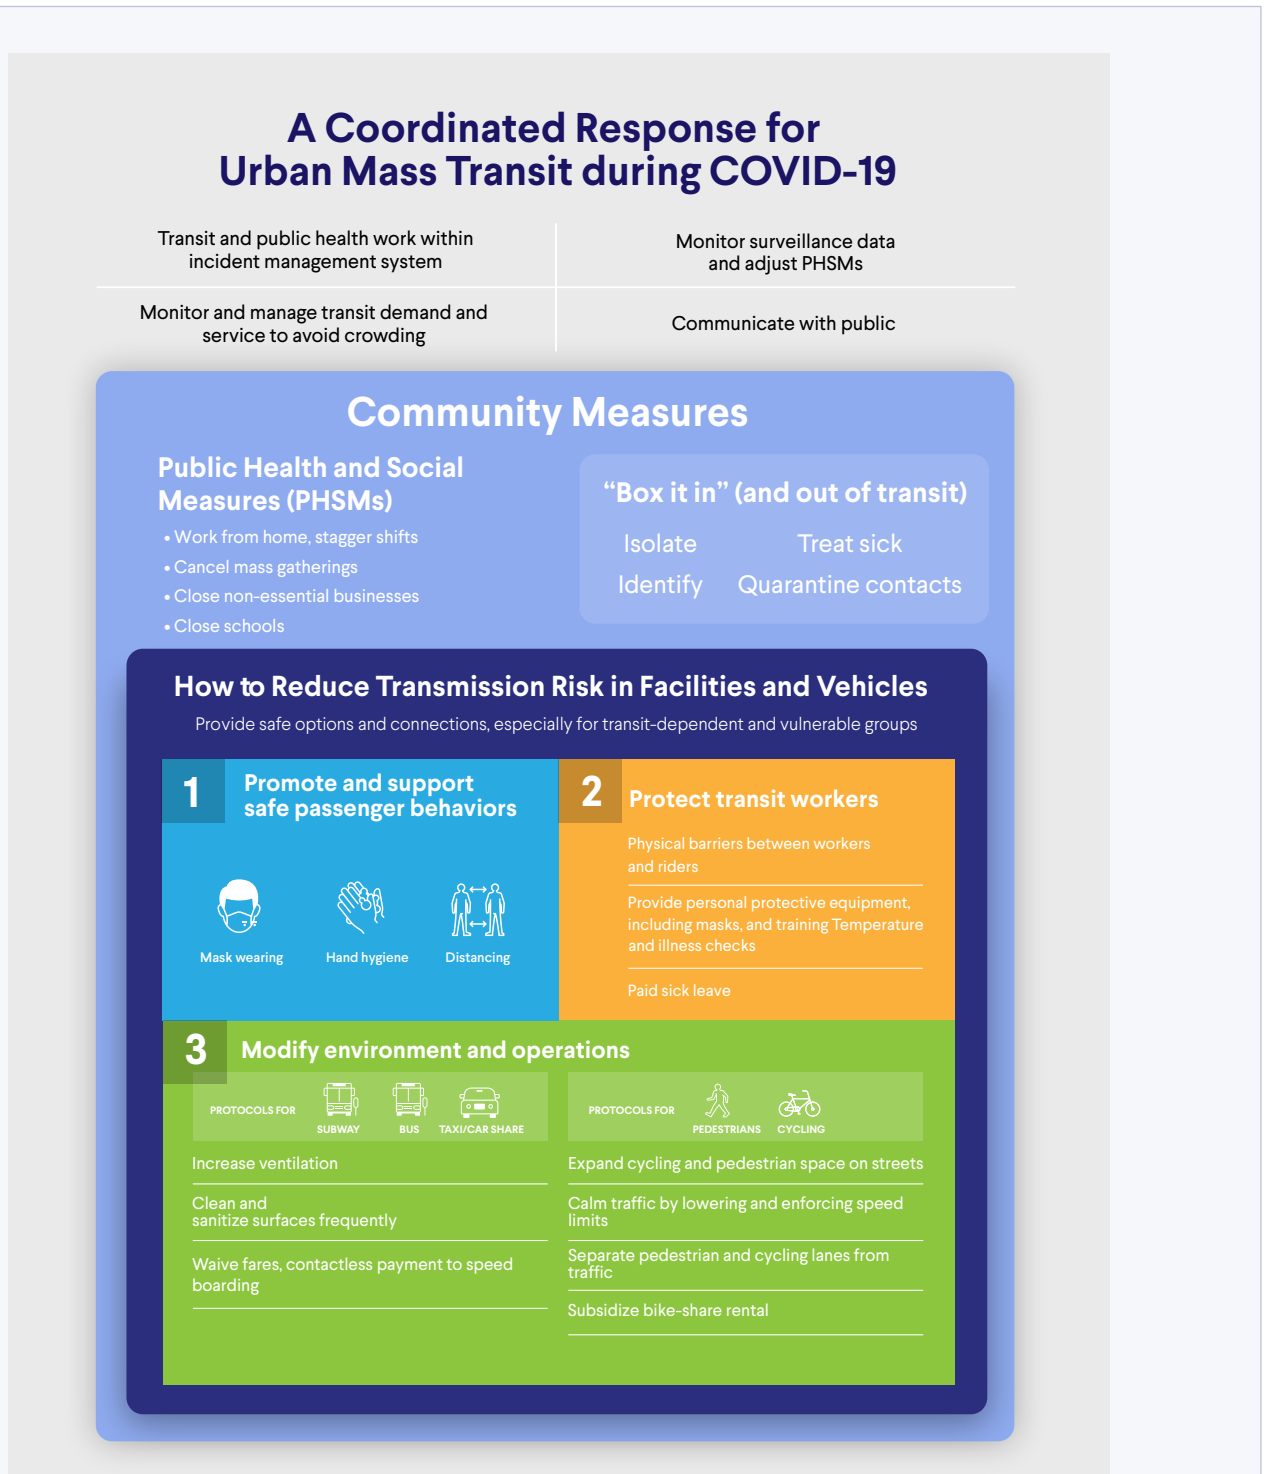 A Coordinated Response for
Urban Mass Transit during COVID-19
Transit and public health work within
incident management system
Monitor surveillance data
and adjust PHSMs
Monitor and manage transit demand and
service to avoid crowding
Communicate with public
Community Measures
Public Health and Social
Measures (PHSMs)
• Work from home, stagger shifts
• Cancel mass gatherings
• Close non-essential businesses
• Close schools
“Box it in” (and out of transit)
Isolate Treat sick
Identify Quarantine contacts
How to Reduce Transmission Risk in Facilities and Vehicles
Provide safe options and connections, especially for transit-dependent and vulnerable groups
1
Promote and support
safe passenger behaviors
Mask wearing Hand hygiene Distancing
2
Protect transit workers
Physical barriers between workers
and riders
Provide personal protective equipment,
including masks, and training Temperature
and illness checks
Paid sick leave
3
Modify environment and operations
PROTOCOLS FOR
SUBWAY BUS TAXI/CAR SHARE
Increase ventilation
Clean and
sanitize surfaces frequently
Waive fares, contactless payment to speed
boarding
PROTOCOLS FOR
PEDESTRIANS CYCLING
Expand cycling and pedestrian space on streets
Calm traffic by lowering and enforcing speed
limits
Separate pedestrian and cycling lanes from
traffic
Subsidize bike-share rental